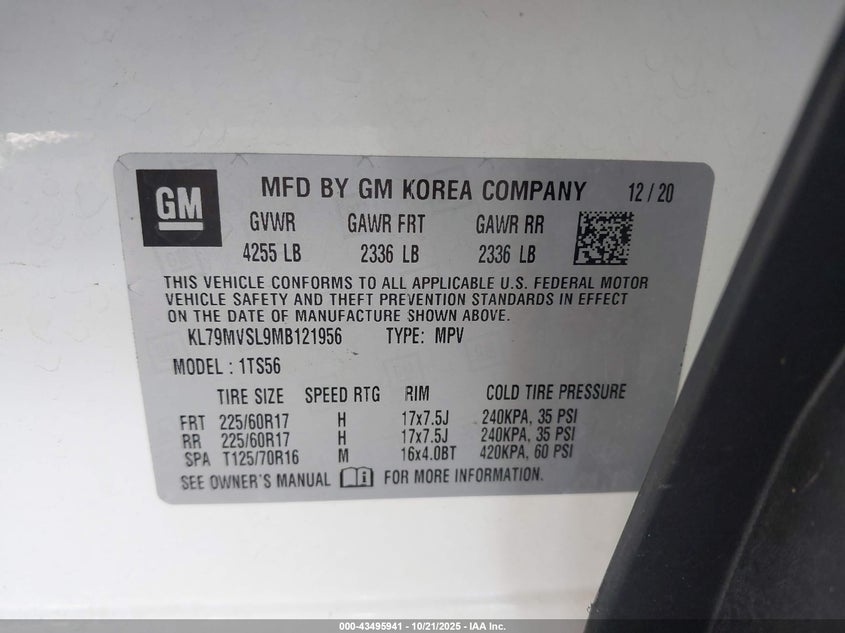 GM
MFD BY GM KOREA COMPANY 12 / 20
GVWR GAWR FRT GAWR RR
4255 LB 2336 LB 2336 LB
THIS VEHICLE CONFORMS TO ALL APPLICABLE U.S. FEDERAL MOTOR
VEHICLE SAFETY AND THEFT PREVENTION STANDARDS IN EFFECT
ON THE DATE OF MANUFACTURE SHOWN ABOVE.
KL79MVSL9MB121956 TYPE: MPV
MODEL : 1TS56
TIRE SIZE SPEED RTG RIM COLD TIRE PRESSURE
FRT 225/60R17 H 17x7.5J 240KPA, 35 PSI
RR 225/60R17 H 17x7.5J 240KPA, 35 PSI
SPA T125/70R16 M 16x4.0BT 420KPA, 60 PSI
SEE OWNER'S MANUAL FOR MORE INFORMATION.
000-43495941 - 10/21/2025 - IAA Inc.